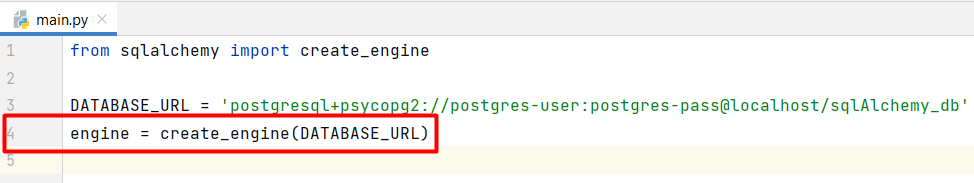 main.py
1 from sqlalchemy import create_engine
2
3 DATABASE_URL = 'postgresql+psycopg2://postgres-user:postgres-pass@localhost/sqlAlchemy_db'
4 engine = create_engine(DATABASE_URL)
5